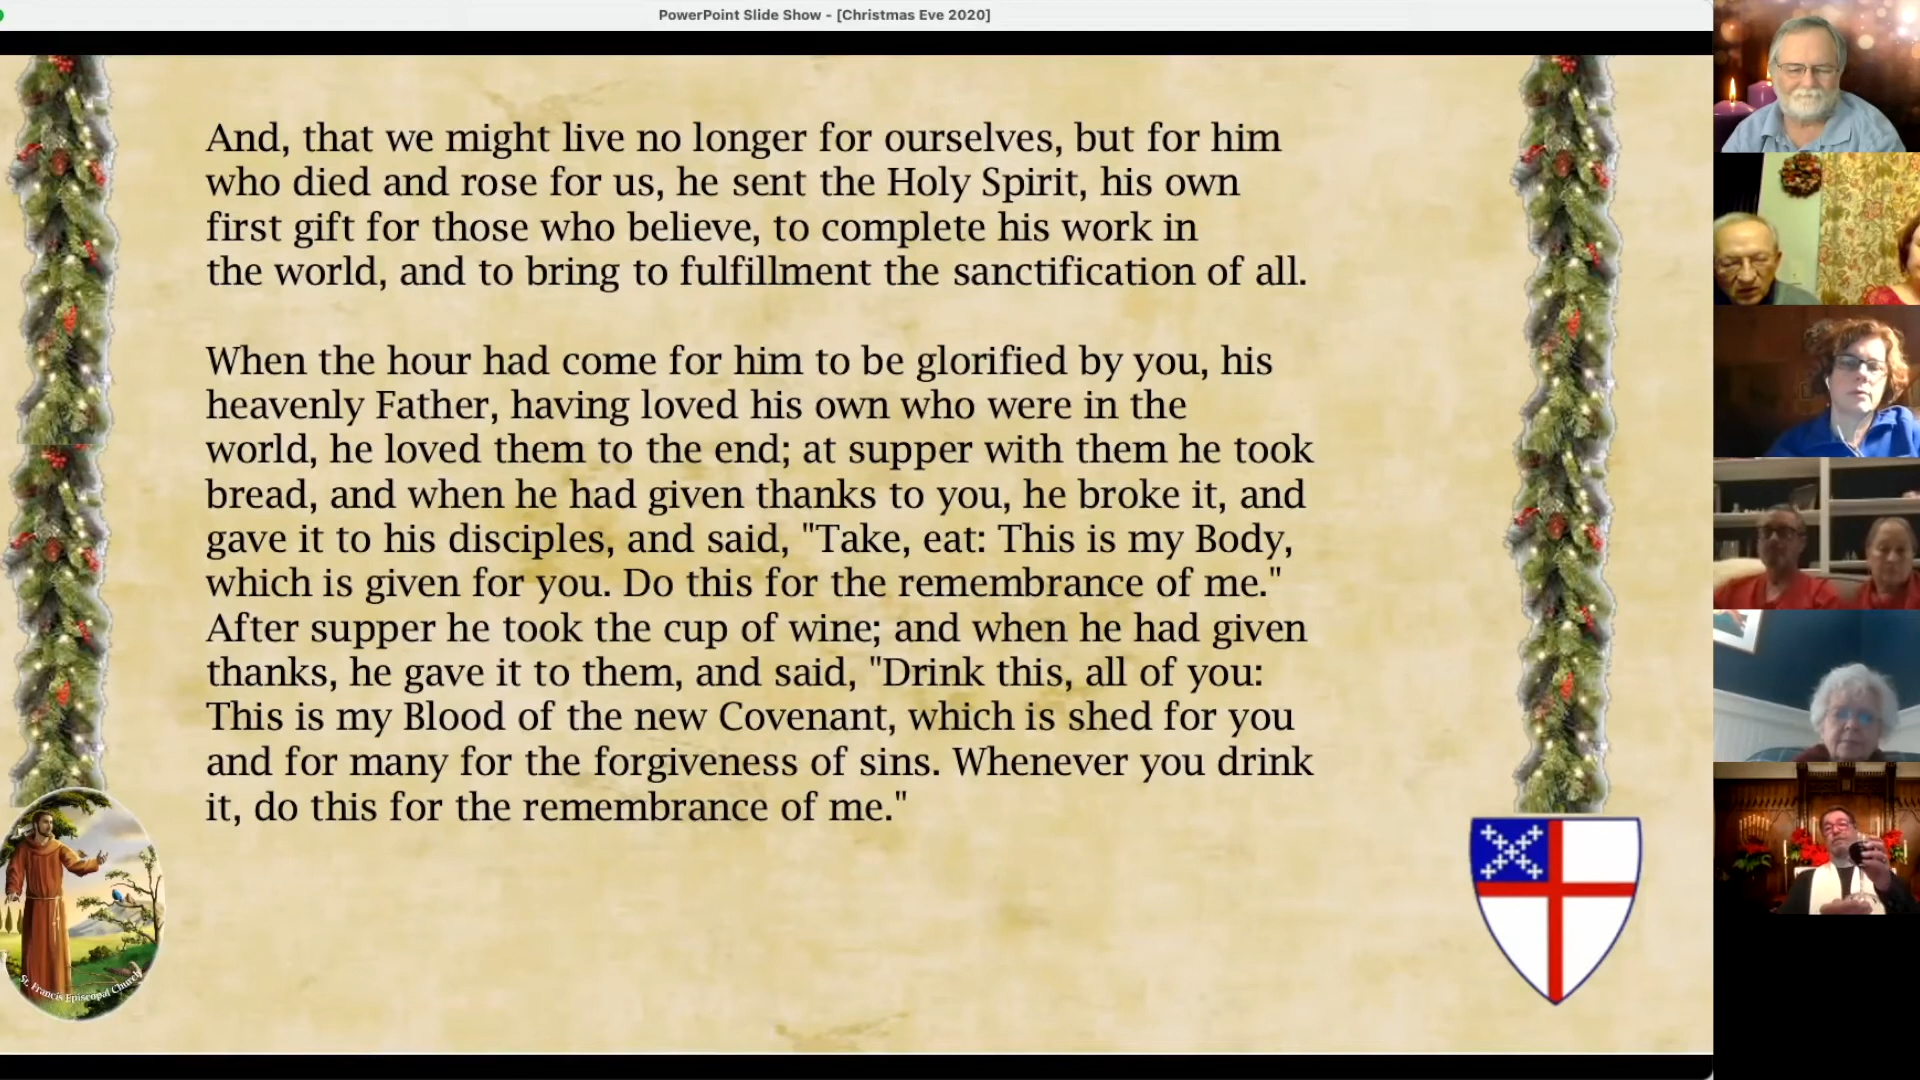 PowerPoint Slide Show - [Christmas Eve 2020]
And, that we might live no longer for ourselves, but for him
who died and rose for us, he sent the Holy Spirit, his own
first gift for those who believe, to complete his work in
the world, and to bring to fulfillment the sanctification of all.
When the hour had come for him to be glorified by you, his
heavenly Father, having loved his own who were in the
world, he loved them to the end; at supper with them he took
bread, and when he had given thanks to you, he broke it, and
gave it to his disciples, and said, "Take, eat: This is my Body,
which is given for you. Do this for the remembrance of me."
After supper he took the cup of wine; and when he had given
thanks, he gave it to them, and said, "Drink this, all of you:
This is my Blood of the new Covenant, which is shed for you
and for many for the forgiveness of sins. Whenever you drink
it, do this for the remembrance of me."
St. Francis Episcopal Church